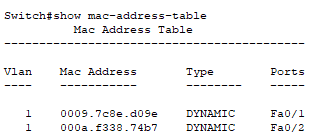 Switch#show mac-address-table
Mac Address Table
-------------------------------------------
Vlan Mac Address Type Ports
---- ----------- -------- -----
1 0009.7c8e.d09e DYNAMIC Fa0/1
1 000a.f338.74b7 DYNAMIC Fa0/2